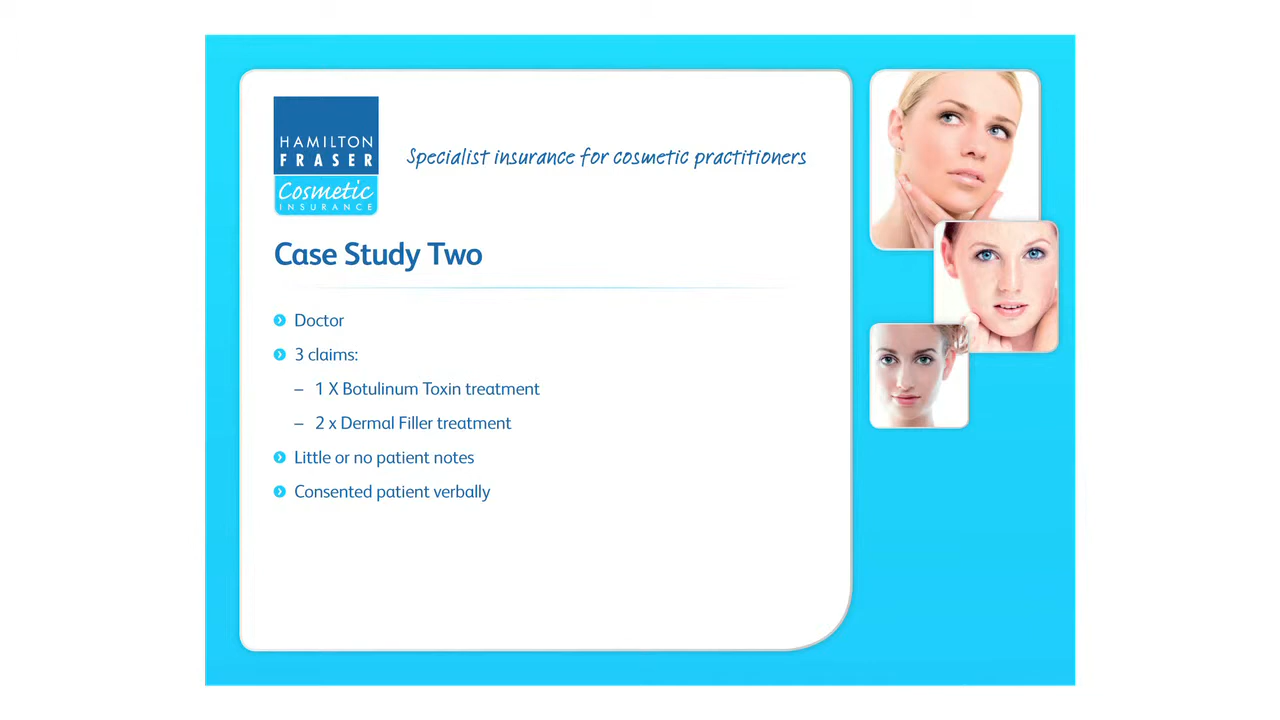 HAMILTON
FRASER
Cosmetic
INSURANCE
Specialist insurance for cosmetic practitioners
Case Study Two
Doctor
3 claims:
– 1 X Botulinum Toxin treatment
– 2 x Dermal Filler treatment
Little or no patient notes
Consented patient verbally